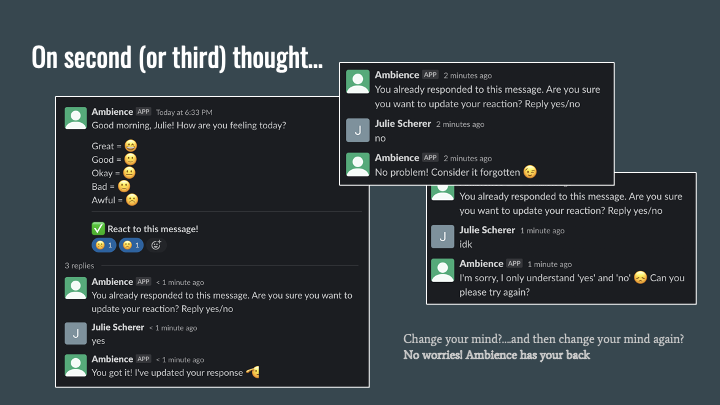 On second (or third) thought...
Ambience APP Today at 6:33 PM
Good morning, Julie! How are you feeling today?
Great = 😄
Good = 🙂
Okay = 😐
Bad = 🙁
Awful = ☹️
✅ React to this message!
1 1
3 replies
Ambience APP < 1 minute ago
You already responded to this message. Are you sure you want to
update your reaction? Reply yes/no
J Julie Scherer < 1 minute ago
yes
Ambience APP < 1 minute ago
You got it! I've updated your response
Ambience APP 2 minutes ago
You already responded to this message. Are you sure
you want to update your reaction? Reply yes/no
J Julie Scherer 2 minutes ago
no
Ambience APP 2 minutes ago
No problem! Consider it forgotten 😉
You already responded to this message. Are you sure
you want to update your reaction? Reply yes/no
J Julie Scherer 1 minute ago
idk
Ambience APP 1 minute ago
I'm sorry, I only understand 'yes' and 'no' 😞 Can you
please try again?
Change your mind?...and then change your mind again?
No worries! Ambience has your back